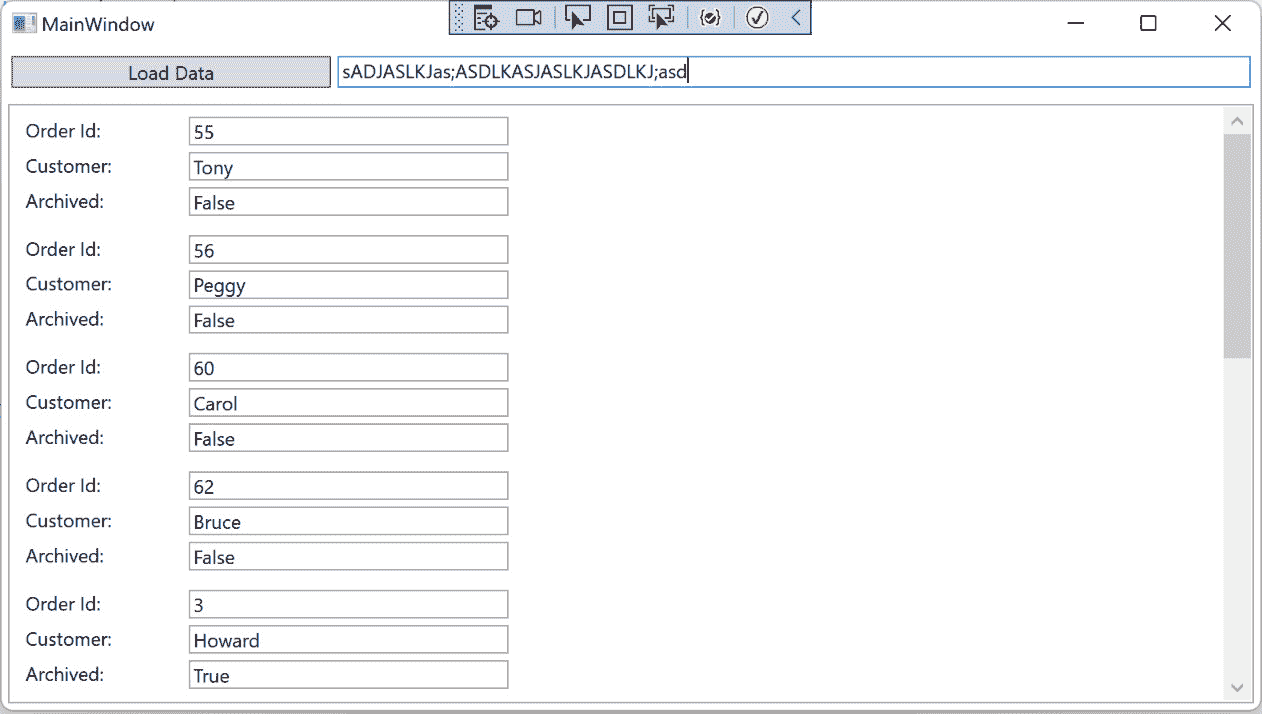 MainWindow
Load Data sADJASLKJas;ASDLKASJASLKJASDLKJ;asd
Order Id: 55
Customer: Tony
Archived: False
Order Id: 56
Customer: Peggy
Archived: False
Order Id: 60
Customer: Carol
Archived: False
Order Id: 62
Customer: Bruce
Archived: False
Order Id: 3
Customer: Howard
Archived: True